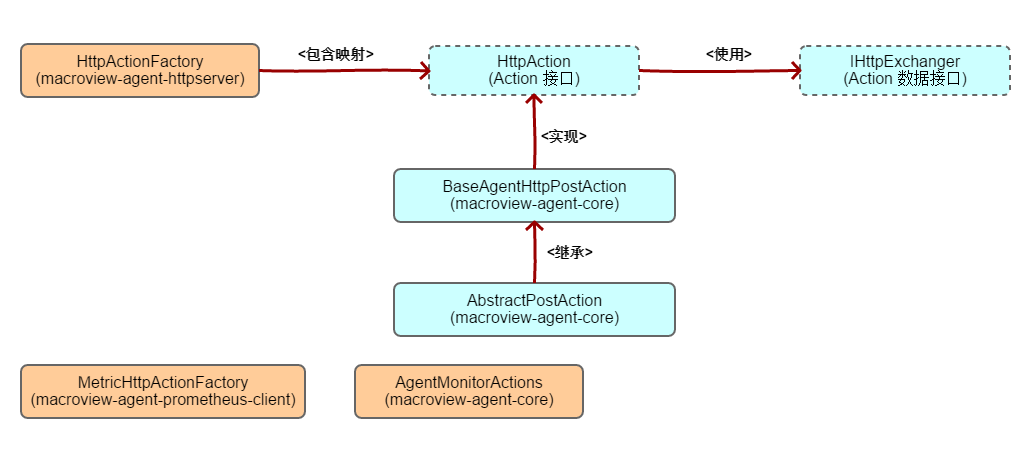 HttpActionFactory
(macroview-agent-httpserver)
<包含映射>
HttpAction
(Action 接口)
<使用>
IHttpExchanger
(Action 数据接口)
<实现>
BaseAgentHttpPostAction
(macroview-agent-core)
<继承>
AbstractPostAction
(macroview-agent-core)
MetricHttpActionFactory
(macroview-agent-prometheus-client)
AgentMonitorActions
(macroview-agent-core)